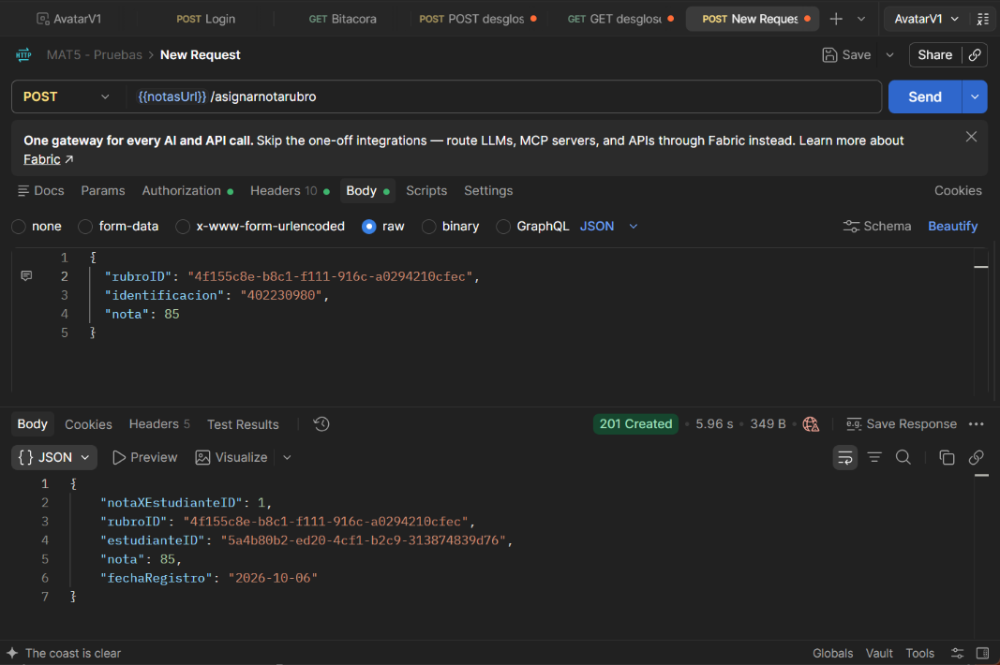 AvatarV1 POST Login GET Bitacora POST POST desglos GET GET desglose POST New Reques AvatarV1
HTTP MAT5 - Pruebas > New Request Save Share
POST {{notasUrl}} /asignarnotarubro Send
One gateway for every AI and API call. Skip the one-off integrations — route LLMs, MCP servers, and APIs through Fabric instead. Learn more about
Fabric ↗
Docs Params Authorization Headers 10 Body Scripts Settings Cookies
none form-data x-www-form-urlencoded raw binary GraphQL JSON Schema Beautify
1 {
2 "rubroID": "4f155c8e-b8c1-f111-916c-a0294210cfec",
3 "identificacion": "402230980",
4 "nota": 85
5 }
Body Cookies Headers 5 Test Results 201 Created • 5.96 s • 349 B • e.g. Save Response
{} JSON Preview Visualize
1 {
2 "notaXEstudianteID": 1,
3 "rubroID": "4f155c8e-b8c1-f111-916c-a0294210cfec",
4 "estudianteID": "5a4b80b2-ed20-4cf1-b2c9-313874839d76",
5 "nota": 85,
6 "fechaRegistro": "2026-10-06"
7 }
The coast is clear Globals Vault Tools